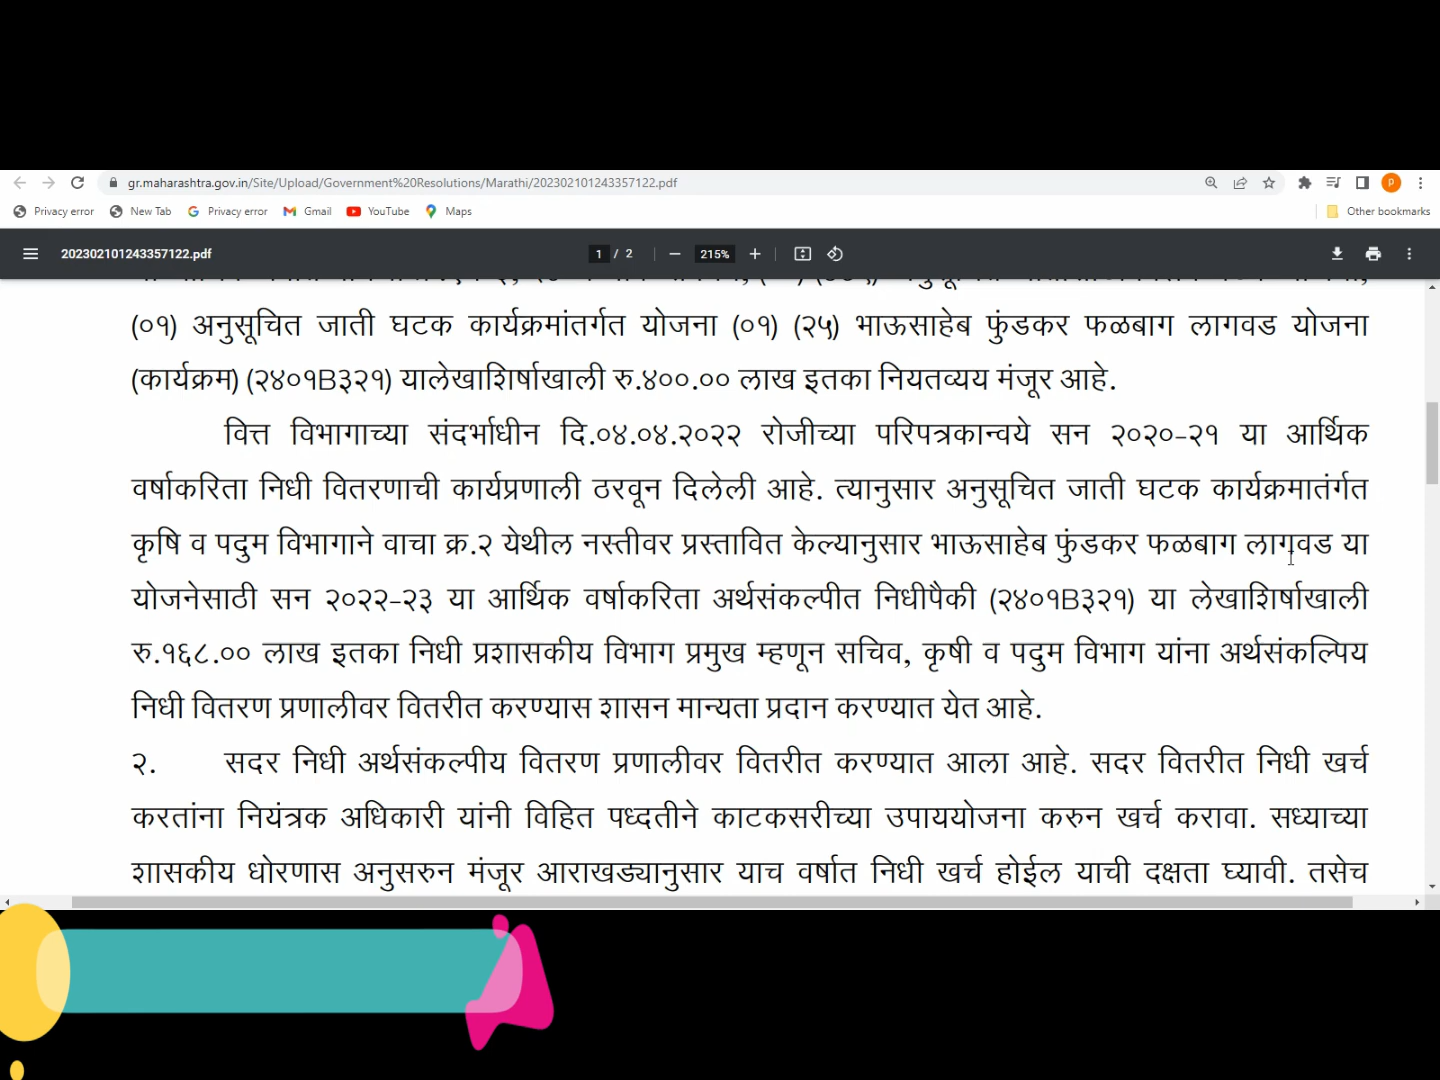 gr.maharashtra.gov.in/Site/Upload/Government%20Resolutions/Marathi/202302101243357122.pdf
P
Privacy error New Tab Privacy error Gmail YouTube Maps Other bookmarks
202302101243357122.pdf 1 / 2 215%
(०१) अनुसूचित जाती घटक कार्यक्रमांतर्गत योजना (०१) (२५) भाऊसाहेब फुंडकर फळबाग लागवड योजना
(कार्यक्रम) (२४०१B३२१) यालेखाशिर्षाखाली रु.४००.०० लाख इतका नियतव्यय मंजूर आहे.
वित्त विभागाच्या संदर्भाधीन दि.०४.०४.२०२२ रोजीच्या परिपत्रकान्वये सन २०२०-२१ या आर्थिक
वर्षाकरिता निधी वितरणाची कार्यप्रणाली ठरवून दिलेली आहे. त्यानुसार अनुसूचित जाती घटक कार्यक्रमातंर्गत
कृषि व पदुम विभागाने वाचा क्र.२ येथील नस्तीवर प्रस्तावित केल्यानुसार भाऊसाहेब फुंडकर फळबाग लागवड या
योजनेसाठी सन २०२२-२३ या आर्थिक वर्षाकरिता अर्थसंकल्पीत निधीपैकी (२४०१B३२१) या लेखाशिर्षाखाली
रु.१६८.०० लाख इतका निधी प्रशासकीय विभाग प्रमुख म्हणून सचिव, कृषी व पदुम विभाग यांना अर्थसंकल्पिय
निधी वितरण प्रणालीवर वितरीत करण्यास शासन मान्यता प्रदान करण्यात येत आहे.
२. सदर निधी अर्थसंकल्पीय वितरण प्रणालीवर वितरीत करण्यात आला आहे. सदर वितरीत निधी खर्च
करतांना नियंत्रक अधिकारी यांनी विहित पध्दतीने काटकसरीच्या उपाययोजना करुन खर्च करावा. सध्याच्या
शासकीय धोरणास अनुसरुन मंजूर आराखड्यानुसार याच वर्षात निधी खर्च होईल याची दक्षता घ्यावी. तसेच